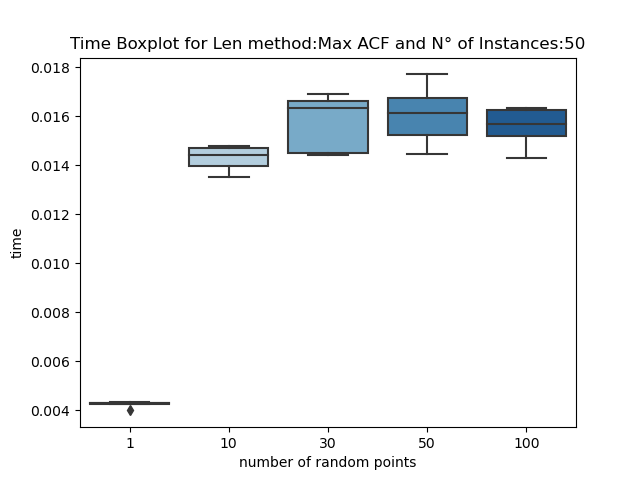 Time Boxplot for Len method:Max ACF and N° of Instances:50
0.018
0.016
0.014
0.012
0.010
0.008
0.006
0.004
time
1 10 30 50 100
number of random points